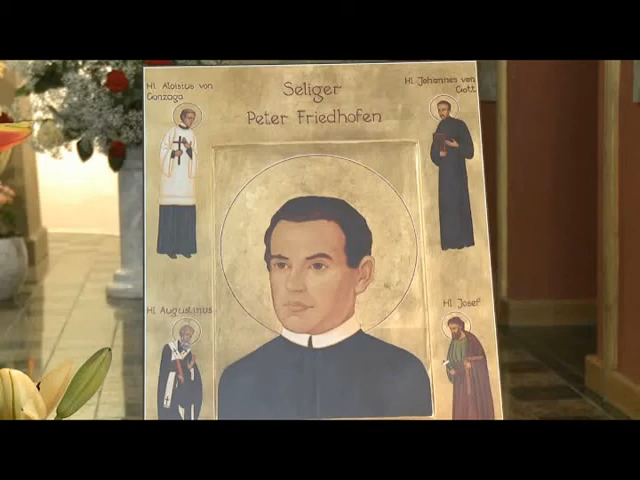 Seliger
Peter Friedhofen
Hl Aloisius von
Gonzaga
Hl Johannes von
Gott
Hl Augustinus
Hl Josef